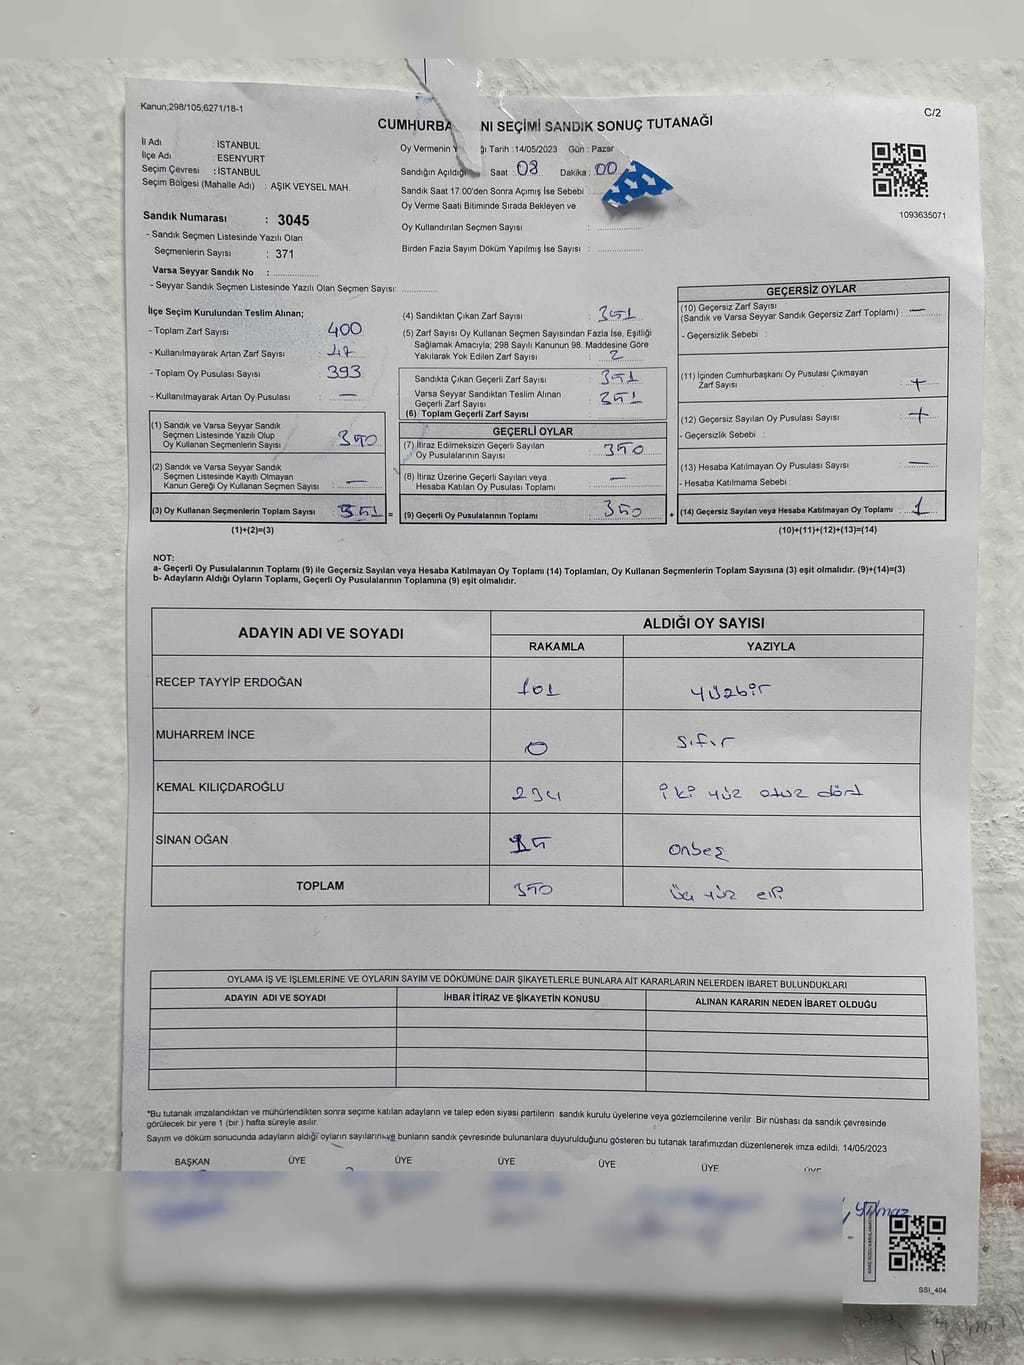 Kanun,298/105,6271/18-1
C/2
CUMHURBA NI SEÇİMİ SANDIK SONUÇ TUTANAĞI
İl Adı : İSTANBUL
İlçe Adı : ESENYURT
Seçim Çevresi : İSTANBUL
Seçim Bölgesi (Mahalle Adı) : AŞIK VEYSEL MAH.
Oy Vermenin Y ğı Tarih : 14/05/2023 Gün : Pazar
Sandığın Açıldığı Saat : 08 Dakika : 00
Sandık Saat 17:00'den Sonra Açımış İse Sebebi :
Oy Verme Saati Bitiminde Sırada Bekleyen ve
Oy Kullandırılan Seçmen Sayısı :
Birden Fazla Sayım Döküm Yapılmış İse Sayısı :
1093635071
Sandık Numarası : 3045
- Sandık Seçmen Listesinde Yazılı Olan
Seçmenlerin Sayısı : 371
Varsa Seyyar Sandık No :
- Seyyar Sandık Seçmen Listesinde Yazılı Olan Seçmen Sayısı:
İlçe Seçim Kurulundan Teslim Alınan;
- Toplam Zarf Sayısı : 400
- Kullanılmayarak Artan Zarf Sayısı : 47
- Toplam Oy Pusulası Sayısı : 393
- Kullanılmayarak Artan Oy Pusulası : —
(1) Sandık ve Varsa Seyyar Sandık
Seçmen Listesinde Yazılı Olup
Oy Kullanan Seçmenlerin Sayısı : 350
(2) Sandık ve Varsa Seyyar Sandık
Seçmen Listesinde Kayıtlı Olmayan
Kanun Gereği Oy Kullanan Seçmen Sayısı : —
(3) Oy Kullanan Seçmenlerin Toplam Sayısı : 351
(1)+(2)=(3)
(4) Sandıktan Çıkan Zarf Sayısı : 351
(5) Zarf Sayısı Oy Kullanan Seçmen Sayısından Fazla İse, Eşitliği
Sağlamak Amacıyla; 298 Sayılı Kanunun 98. Maddesine Göre
Yakılarak Yok Edilen Zarf Sayısı : 2
Sandıkta Çıkan Geçerli Zarf Sayısı : 351
Varsa Seyyar Sandıktan Teslim Alınan
Geçerli Zarf Sayısı : 351
(6) Toplam Geçerli Zarf Sayısı
GEÇERLİ OYLAR
(7) İtiraz Edilmeksizin Geçerli Sayılan
Oy Pusulalarının Sayısı : 350
(8) İtiraz Üzerine Geçerli Sayılan veya
Hesaba Katılan Oy Pusulası Toplamı : —
= (9) Geçerli Oy Pusulalarının Toplamı : 350
GEÇERSİZ OYLAR
(10) Geçersiz Zarf Sayısı
(Sandık ve Varsa Seyyar Sandık Geçersiz Zarf Toplamı) : —
- Geçersizlik Sebebi :
(11) İçinden Cumhurbaşkanı Oy Pusulası Çıkmayan
Zarf Sayısı :
(12) Geçersiz Sayılan Oy Pusulası Sayısı :
- Geçersizlik Sebebi :
(13) Hesaba Katılmayan Oy Pusulası Sayısı : —
- Hesaba Katılmama Sebebi :
+ (14) Geçersiz Sayılan veya Hesaba Katılmayan Oy Toplamı : 1
(10)+(11)+(12)+(13)=(14)
NOT:
a- Geçerli Oy Pusulalarının Toplamı (9) ile Geçersiz Sayılan veya Hesaba Katılmayan Oy Toplamı (14) Toplamları, Oy Kullanan Seçmenlerin Toplam Sayısına (3) eşit olmalıdır. (9)+(14)=(3)
b- Adayların Aldığı Oyların Toplamı, Geçerli Oy Pusulalarının Toplamına (9) eşit olmalıdır.
ADAYIN ADI VE SOYADI
ALDIĞI OY SAYISI
RAKAMLA YAZIYLA
RECEP TAYYİP ERDOĞAN 101 yüzbir
MUHARREM İNCE 0 sıfır
KEMAL KILIÇDAROĞLU 234 iki yüz otuz dört
SİNAN OĞAN 15 onbeş
TOPLAM 350 üç yüz elli
OYLAMA İŞ VE İŞLEMLERİNE VE OYLARIN SAYIM VE DÖKÜMÜNE DAİR ŞİKAYETLERLE BUNLARA AİT KARARLARIN NELERDEN İBARET BULUNDUKLARI
ADAYIN ADI VE SOYADI İHBAR İTİRAZ VE ŞİKAYETİN KONUSU ALINAN KARARIN NEDEN İBARET OLDUĞU
*Bu tutanak imzalandıktan ve mühürlendikten sonra seçime katılan adayların ve talep eden siyasi partilerin sandık kurulu üyelerine veya gözlemcilerine verilir .Bir nüshası da sandık çevresinde
görülecek bir yere 1 (bir ) hafta süreyle asılır.
Sayım ve döküm sonucunda adayların aldığı oyların sayılarını ve bunların sandık çevresinde bulunanlara duyurulduğunu gösteren bu tutanak tarafımızdan düzenlenerek imza edildi. 14/05/2023
BAŞKAN ÜYE ÜYE ÜYE ÜYE ÜYE ÜYE
Yılmaz
SSI_404